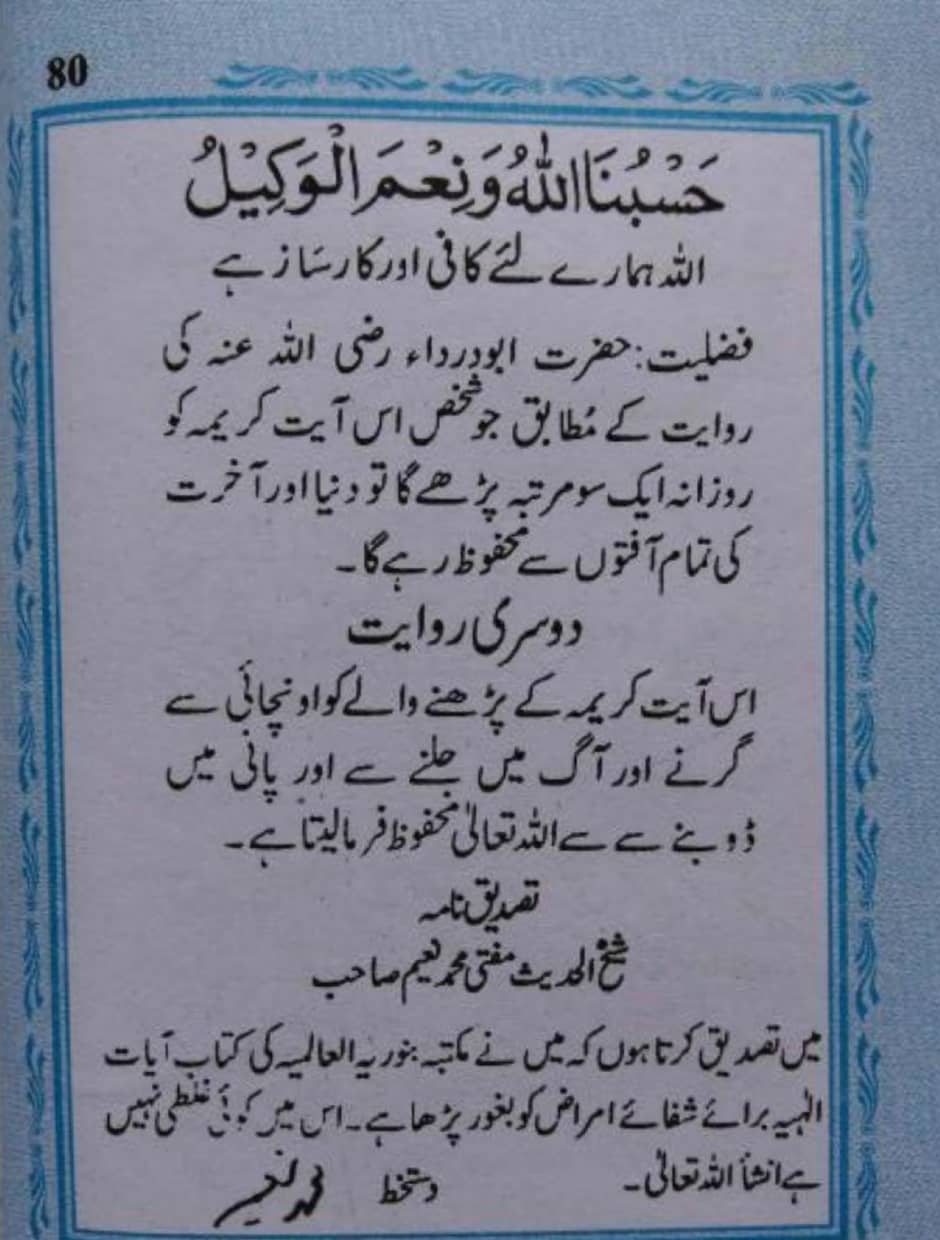 80
حَسْبُنَا اللّٰهُ وَنِعْمَ الْوَكِيْلُ
اللہ ہمارے لئے کافی اور کارسَاز ہے
فضلیت: حضرت ابودرداء رضی اللہ عنہ کی
روایت کے مُطابق جو شخص اس آیت کریمہ کو
روزانہ ایک سو مرتبہ پڑھے گا تو دنیا اور آخرت
کی تمام آفتوں سے محفوظ رہے گا۔
دوسری روایت
اس آیت کریمہ کے پڑھنے والے کو اونچائی سے
گرنے اور آگ میں جلنے سے اور پانی میں
ڈوبنے سے سے اللہ تعالیٰ محفوظ فرمالیتا ہے۔
تصدیق نامہ
شیخ الحدیث مفتی محمد نعیم صاحب
میں تصدیق کرتا ہوں کہ میں نے مکتبہ بنوریہ العالمیہ کی کتاب آیات
الٰہیہ برائے شفائے امراض کو بغور پڑھا ہے۔ اس میں کوئی غلطی نہیں
ہے انشأ اللہ تعالیٰ۔
دستخط محمد نعیم